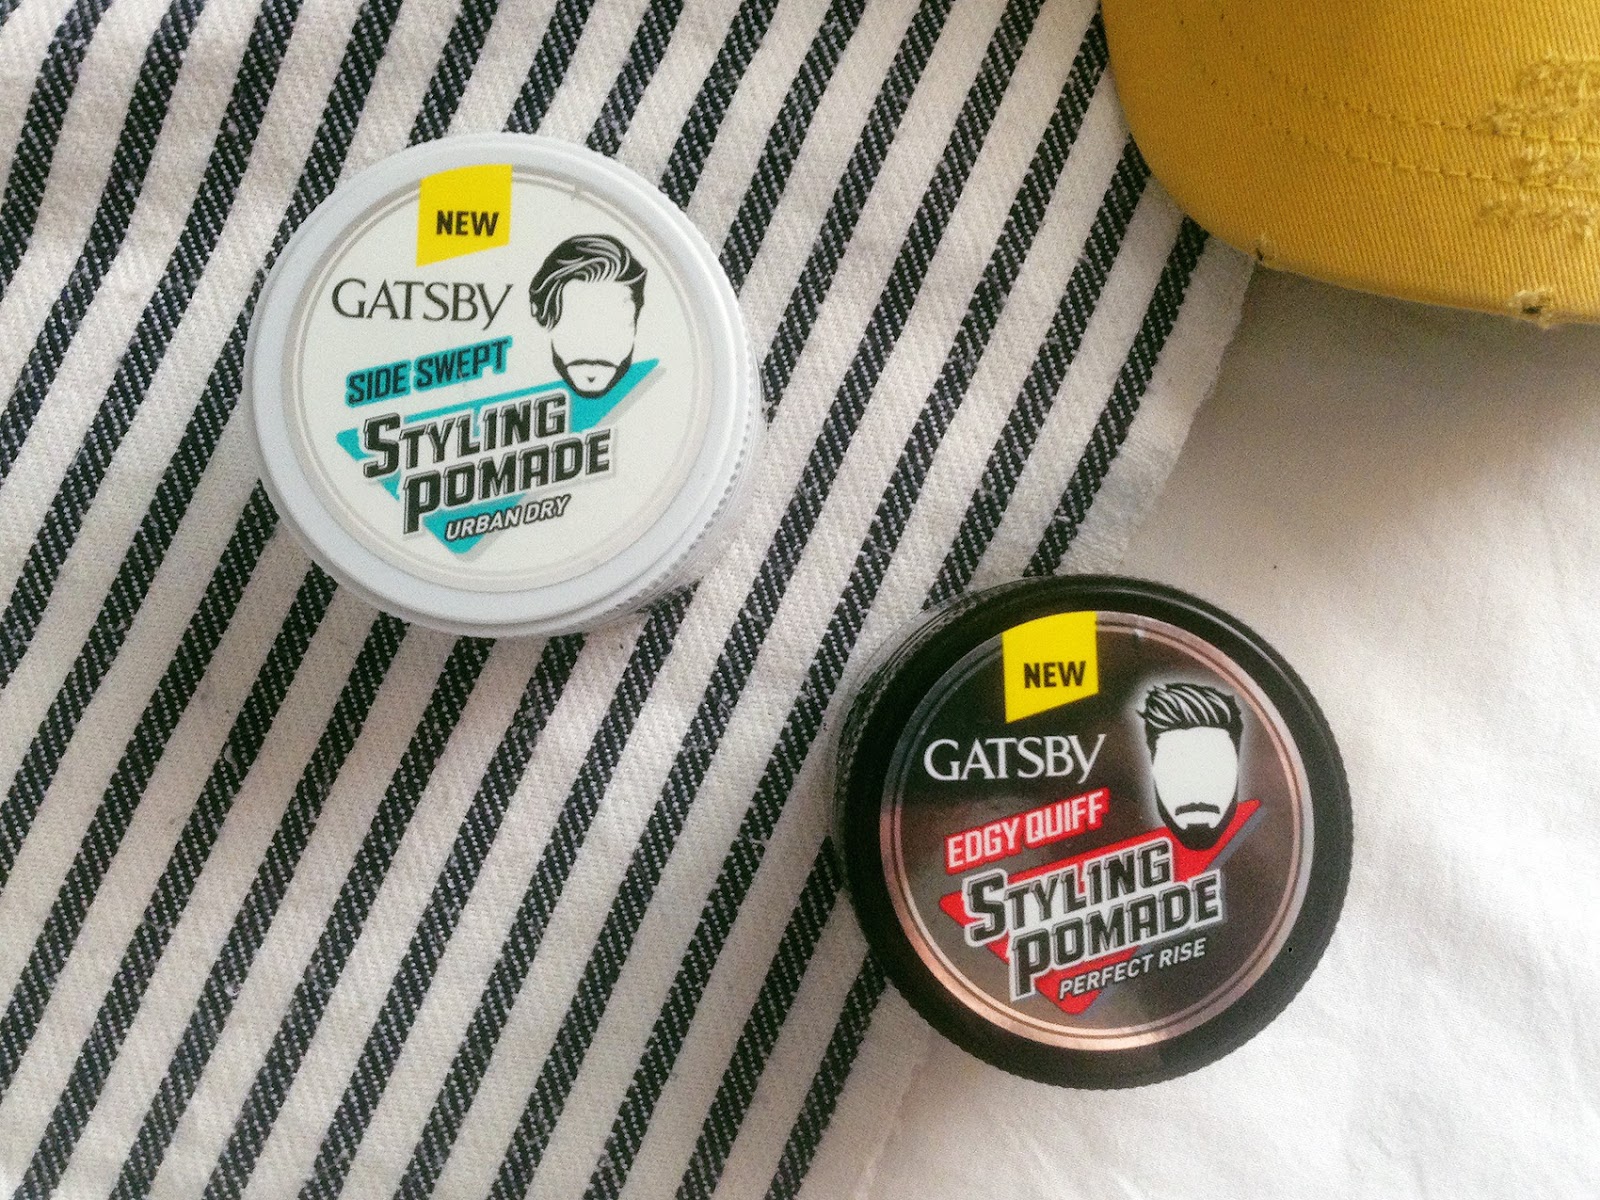 NEW
GATSBY
SIDE SWEPT
STYLING
POMADE
URBAN DRY
NEW
GATSBY
EDGY QUIFF
STYLING
POMADE
PERFECT RISE